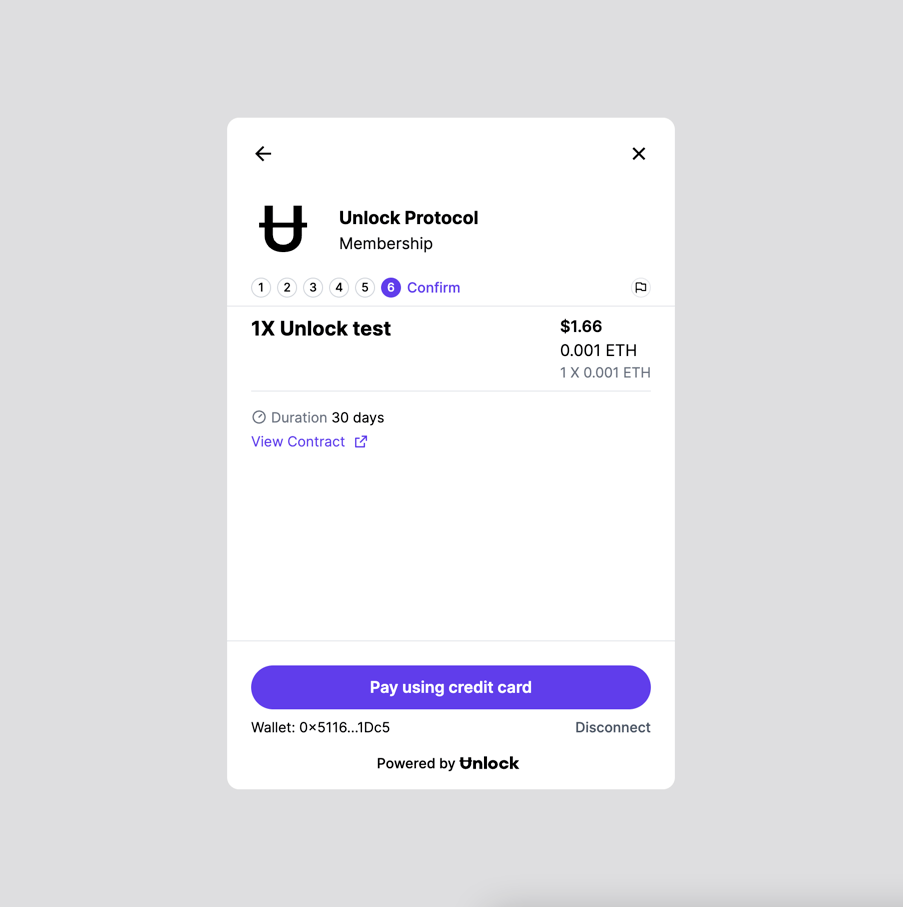 Unlock Protocol
Membership
1 2 3 4 5 6 Confirm
1X Unlock test
$1.66
0.001 ETH
1 X 0.001 ETH
Duration 30 days
View Contract
Pay using credit card
Wallet: 0×5116...1Dc5
Disconnect
Powered by Unlock